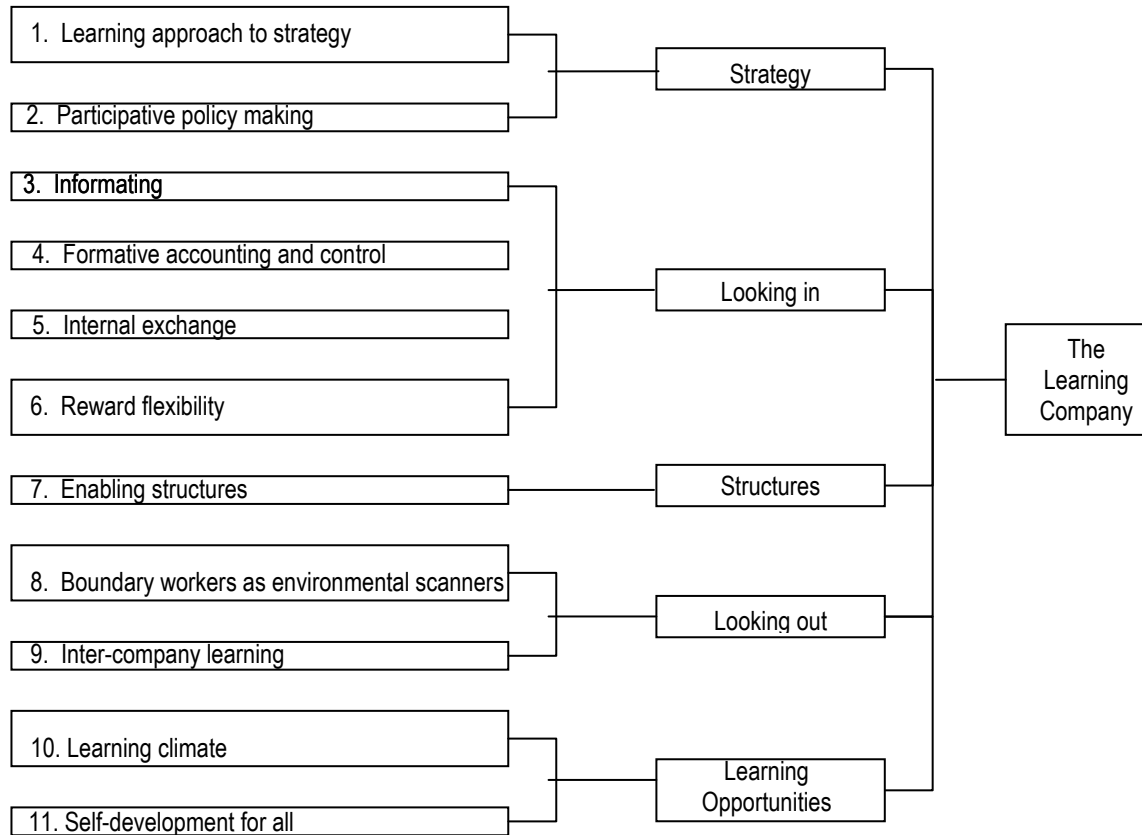 1. Learning approach to strategy
2. Participative policy making
3. Informating
4. Formative accounting and control
5. Internal exchange
6. Reward flexibility
7. Enabling structures
8. Boundary workers as environmental scanners
9. Inter-company learning
10. Learning climate
11. Self-development for all
Strategy
Looking in
Structures
Looking out
Learning
Opportunities
The
Learning
Company